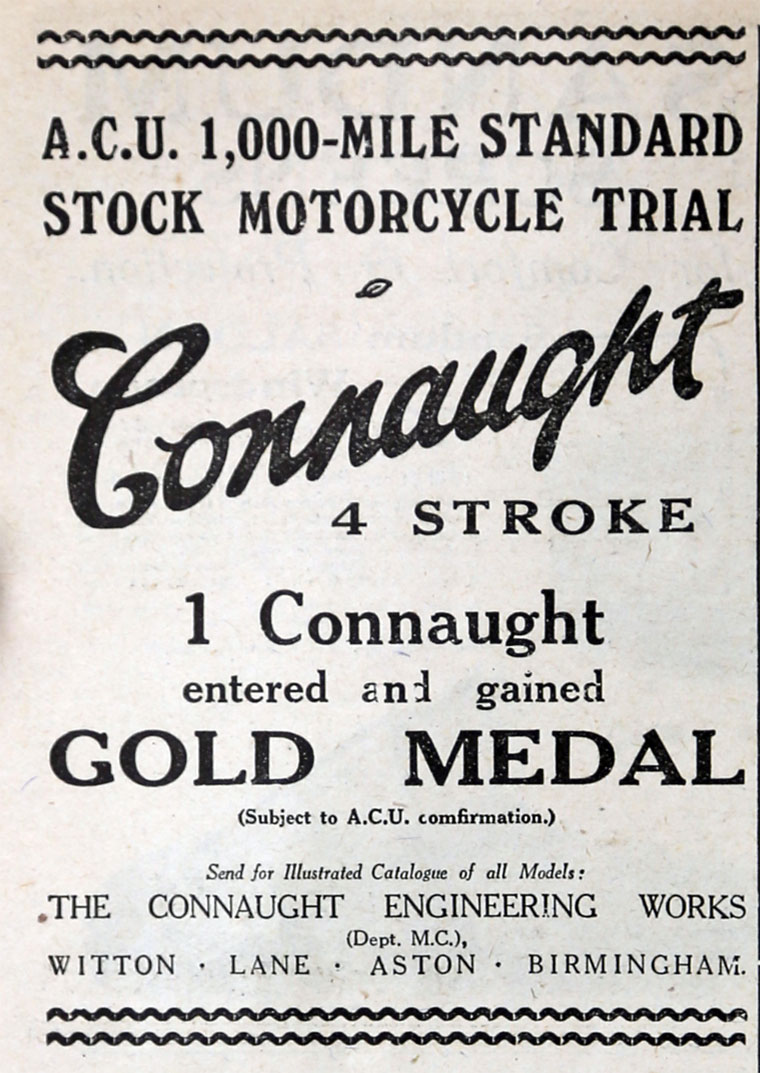 A.C.U. 1,000-MILE STANDARD
STOCK MOTORCYCLE TRIAL
Connaught
4 STROKE
1 Connaught
entered and gained
GOLD MEDAL
(Subject to A.C.U. comfirmation.)
Send for Illustrated Catalogue of all Models:
THE CONNAUGHT ENGINEERING WORKS
(Dept. M.C.),
WITTON · LANE · ASTON · BIRMINGHAM.